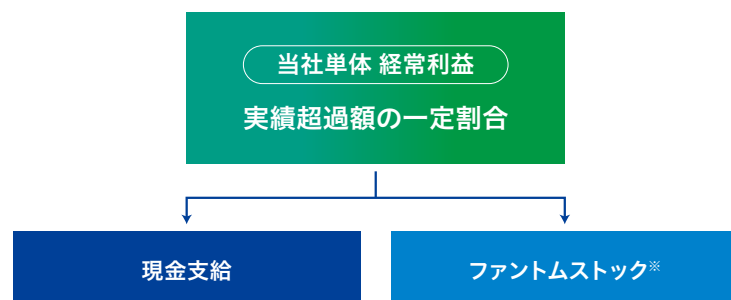 当社単体 経常利益
実績超過額の一定割合
現金支給
ファントムストック※